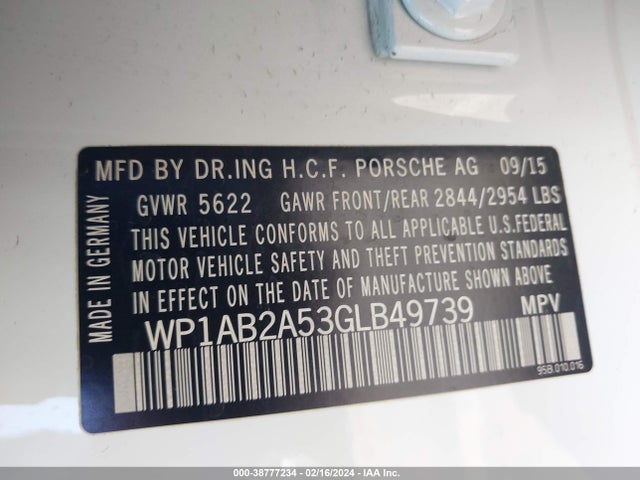 MFD BY DR.ING H.C.F. PORSCHE AG 09/15
GVWR 5622 GAWR FRONT/REAR 2844/2954 LBS
THIS VEHICLE CONFORMS TO ALL APPLICABLE U.S.FEDERAL
MOTOR VEHICLE SAFETY AND THEFT PREVENTION STANDARDS
IN EFFECT ON THE DATE OF MANUFACTURE SHOWN ABOVE
WP1AB2A53GLB49739 MPV
MADE IN GERMANY
95B.010.016
000-38777234 - 02/16/2024 - IAA Inc.